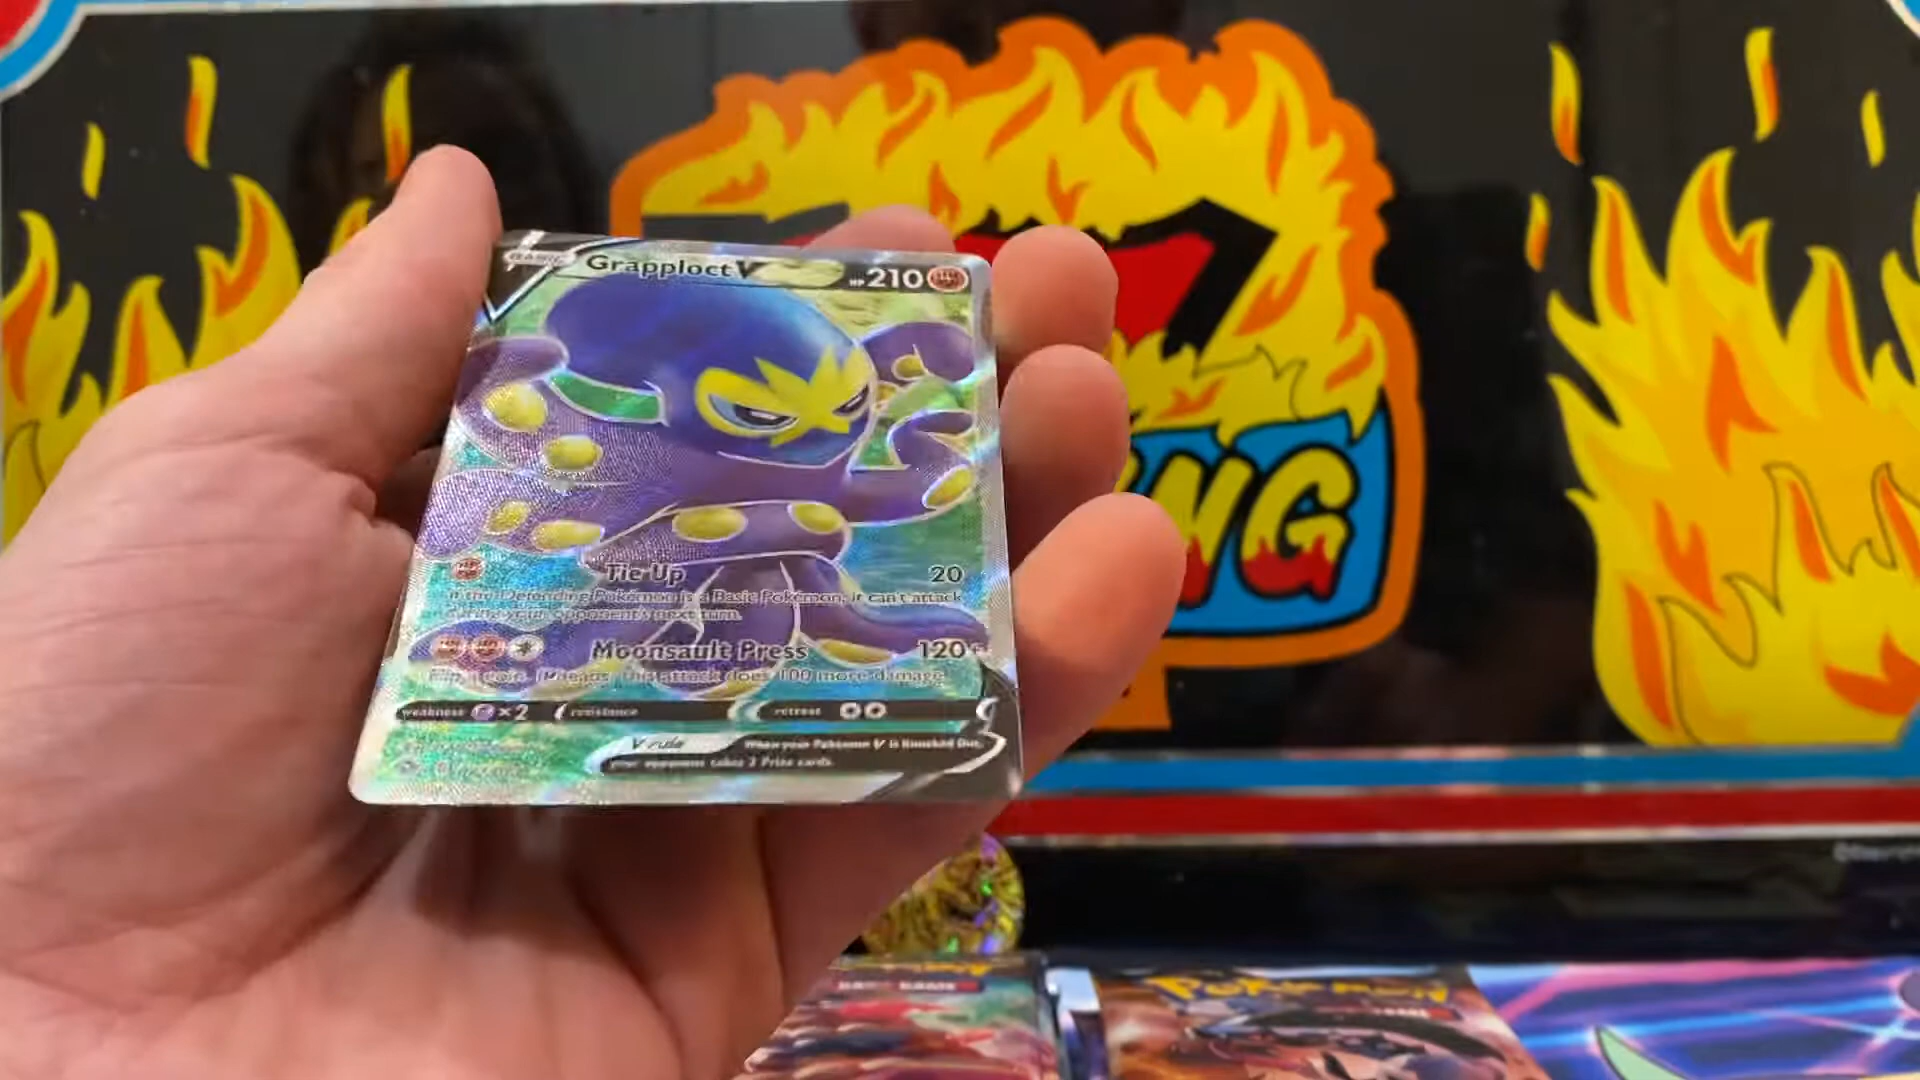 BASIC
Grapploct V HP 210
Tie Up 20
If the Defending Pokémon is a Basic Pokémon, it can't attack
during your opponent's next turn.
Moonsault Press 120+
Flip a coin. If heads, this attack does 100 more damage.
weakness ×2 resistance retreat
V rule When your Pokémon V is Knocked Out,
your opponent takes 2 Prize cards.
NG
Pokémon